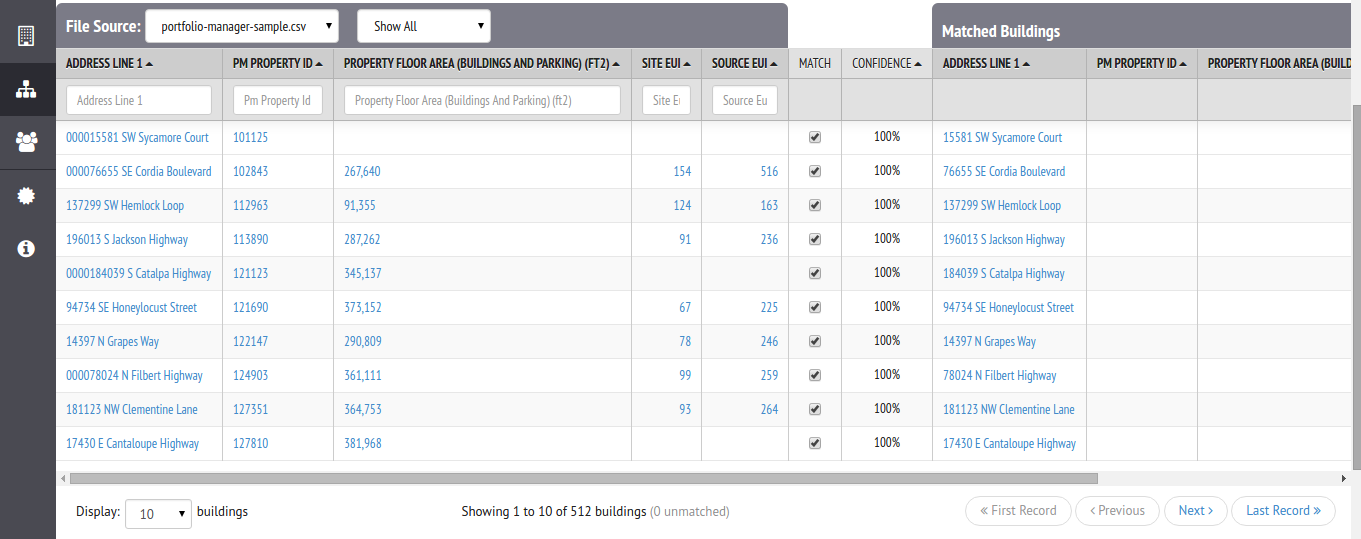 File Source: portfolio-manager-sample.csv Show All
Matched Buildings
ADDRESS LINE 1 PM PROPERTY ID PROPERTY FLOOR AREA (BUILDINGS AND PARKING) (FT2) SITE EUI SOURCE EUI MATCH CONFIDENCE ADDRESS LINE 1 PM PROPERTY ID PROPERTY FLOOR AREA (BUILD
Address Line 1 Pm Property Id Property Floor Area (Buildings And Parking) (ft2) Site Eu Source Eu
000015581 SW Sycamore Court 101125 100% 15581 SW Sycamore Court
000076655 SE Cordia Boulevard 102843 267,640 154 516 100% 76655 SE Cordia Boulevard
137299 SW Hemlock Loop 112963 91,355 124 163 100% 137299 SW Hemlock Loop
196013 S Jackson Highway 113890 287,262 91 236 100% 196013 S Jackson Highway
0000184039 S Catalpa Highway 121123 345,137 100% 184039 S Catalpa Highway
94734 SE Honeylocust Street 121690 373,152 67 225 100% 94734 SE Honeylocust Street
14397 N Grapes Way 122147 290,809 78 246 100% 14397 N Grapes Way
000078024 N Filbert Highway 124903 361,111 99 259 100% 78024 N Filbert Highway
181123 NW Clementine Lane 127351 364,753 93 264 100% 181123 NW Clementine Lane
17430 E Cantaloupe Highway 127810 381,968 100% 17430 E Cantaloupe Highway
Display: 10 buildings Showing 1 to 10 of 512 buildings (0 unmatched) « First Record ‹ Previous Next › Last Record »